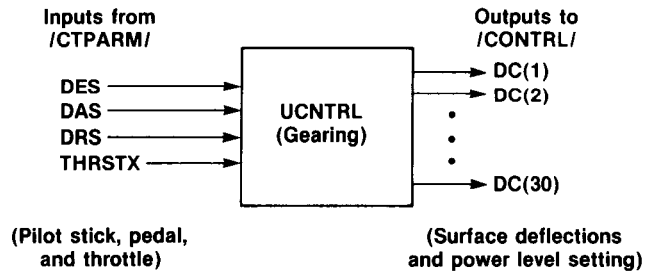 Inputs from
/CTPARM/
Outputs to
/CONTRL/
DES
DAS
DRS
THRSTX
UCNTRL
(Gearing)
DC(1)
DC(2)
DC(30)
(Pilot stick, pedal,
and throttle)
(Surface deflections
and power level setting)